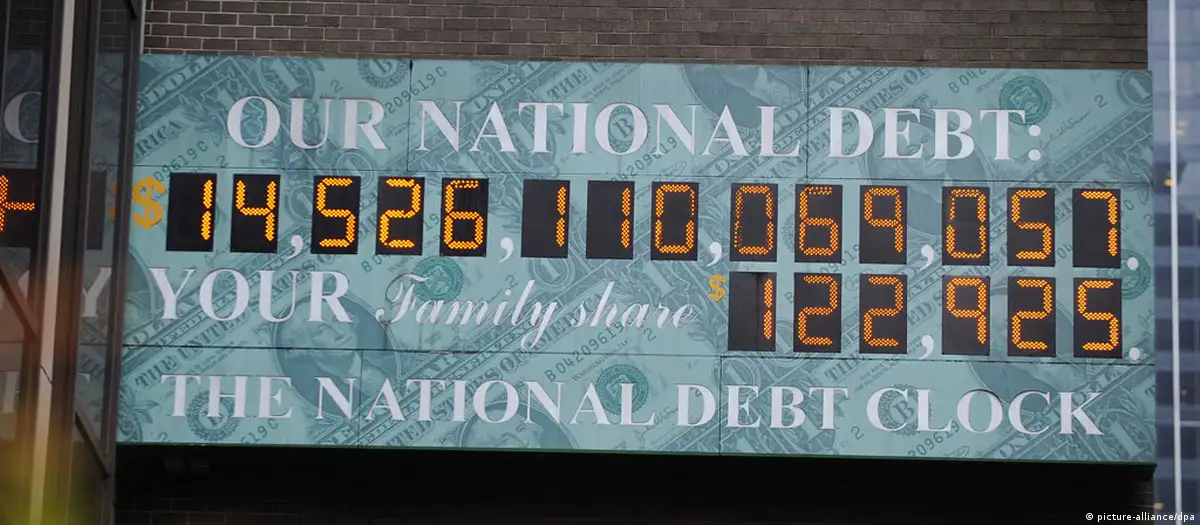 OUR NATIONAL DEBT:
$14,526,110,069,057.
YOUR Family share $122,925.
THE NATIONAL DEBT CLOCK
© picture-alliance/dpa